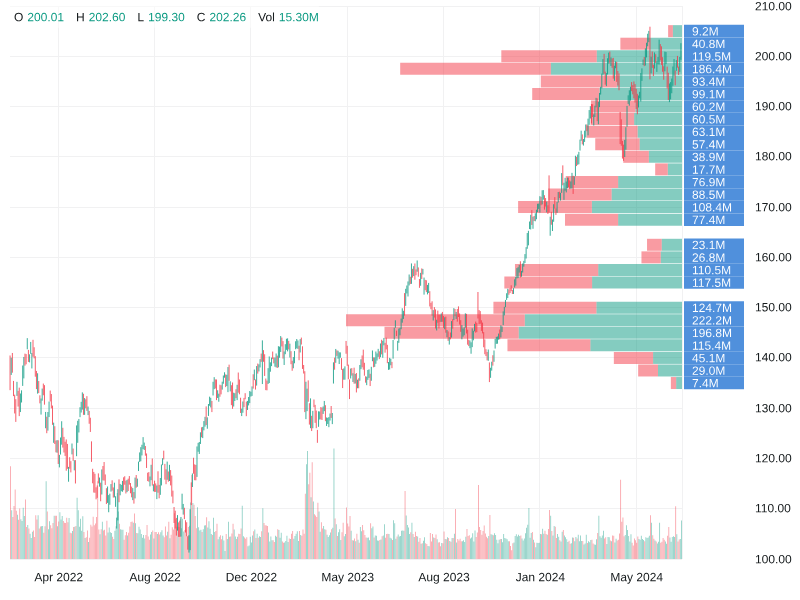 O 200.01 H 202.60 L 199.30 C 202.26 Vol 15.30M
210.00
9.2M
40.8M
119.5M
200.00
186.4M
93.4M
99.1M
190.00
60.2M
60.5M
63.1M
57.4M
180.00
38.9M
17.7M
76.9M
88.5M
170.00
108.4M
77.4M
23.1M
160.00
26.8M
110.5M
117.5M
150.00
124.7M
222.2M
196.8M
115.4M
140.00
45.1M
29.0M
7.4M
130.00
120.00
110.00
100.00
Apr 2022 Aug 2022 Dec 2022 May 2023 Aug 2023 Jan 2024 May 2024